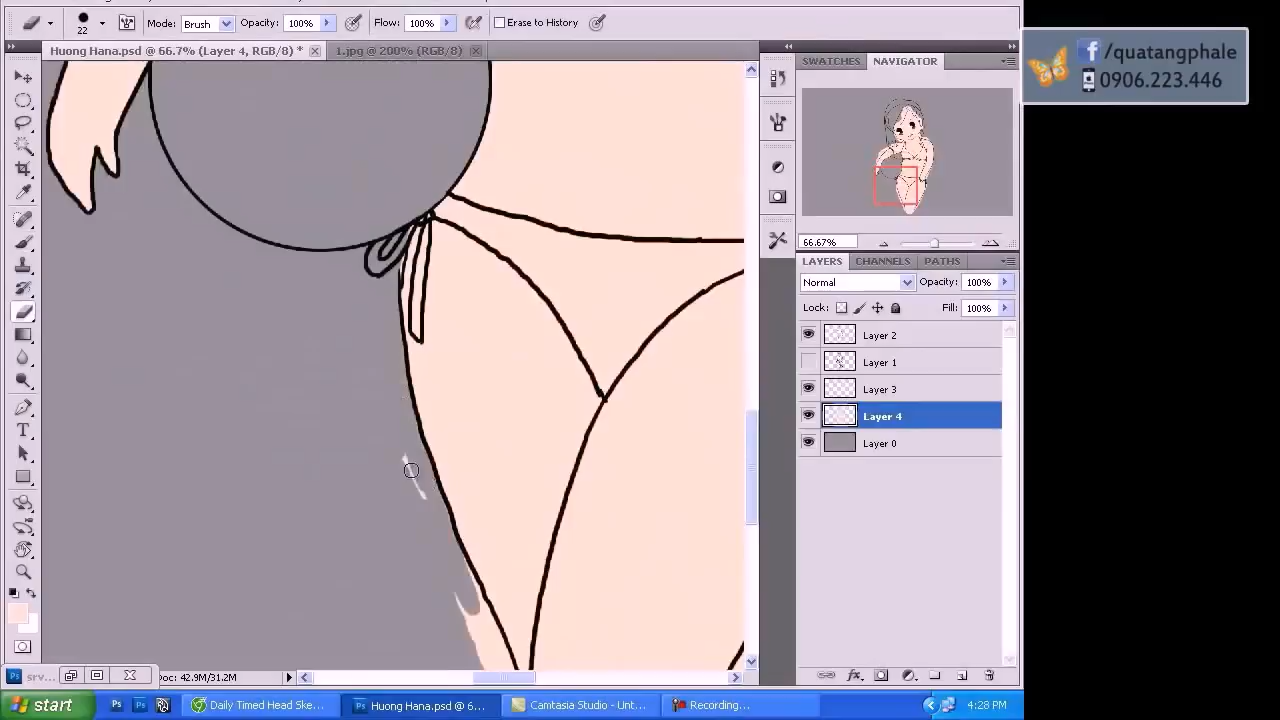 22
Mode: Brush
Opacity: 100%
Flow: 100%
Erase to History
Huong Hana.psd @ 66.7% (Layer 4, RGB/8) *
1.jpg @ 200% (RGB/8)
SWATCHES
NAVIGATOR
/quatangphale
0906.223.446
66.67%
LAYERS
CHANNELS
PATHS
Normal
Opacity: 100%
Lock:
Fill: 100%
Layer 2
Layer 1
Layer 3
Layer 4
Layer 0
srv...
oc: 42.9M/31.2M
start
Daily Timed Head Ske...
Huong Hana.psd @ 6...
Camtasia Studio - Unt...
Recording...
4:28 PM